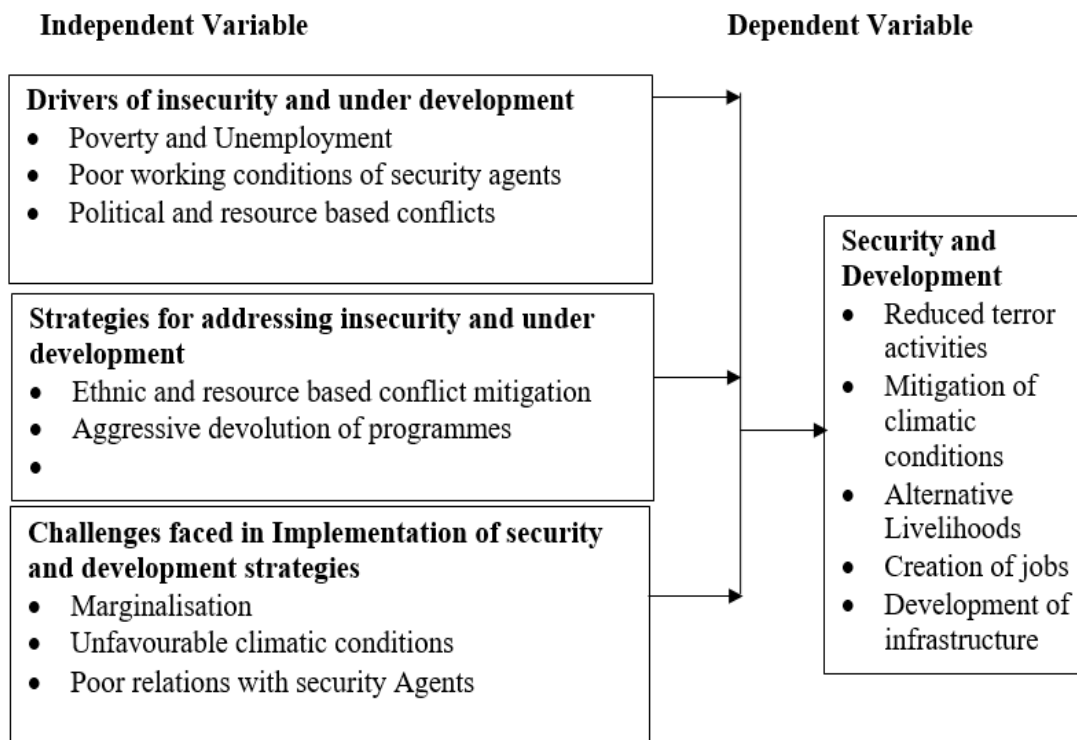 Independent Variable
Dependent Variable
Drivers of insecurity and under development
• Poverty and Unemployment
• Poor working conditions of security agents
• Political and resource based conflicts
Strategies for addressing insecurity and under
development
• Ethnic and resource based conflict mitigation
• Aggressive devolution of programmes
•
Challenges faced in Implementation of security
and development strategies
• Marginalisation
• Unfavourable climatic conditions
• Poor relations with security Agents
Security and
Development
• Reduced terror
activities
• Mitigation of
climatic
conditions
• Alternative
Livelihoods
• Creation of jobs
• Development of
infrastructure